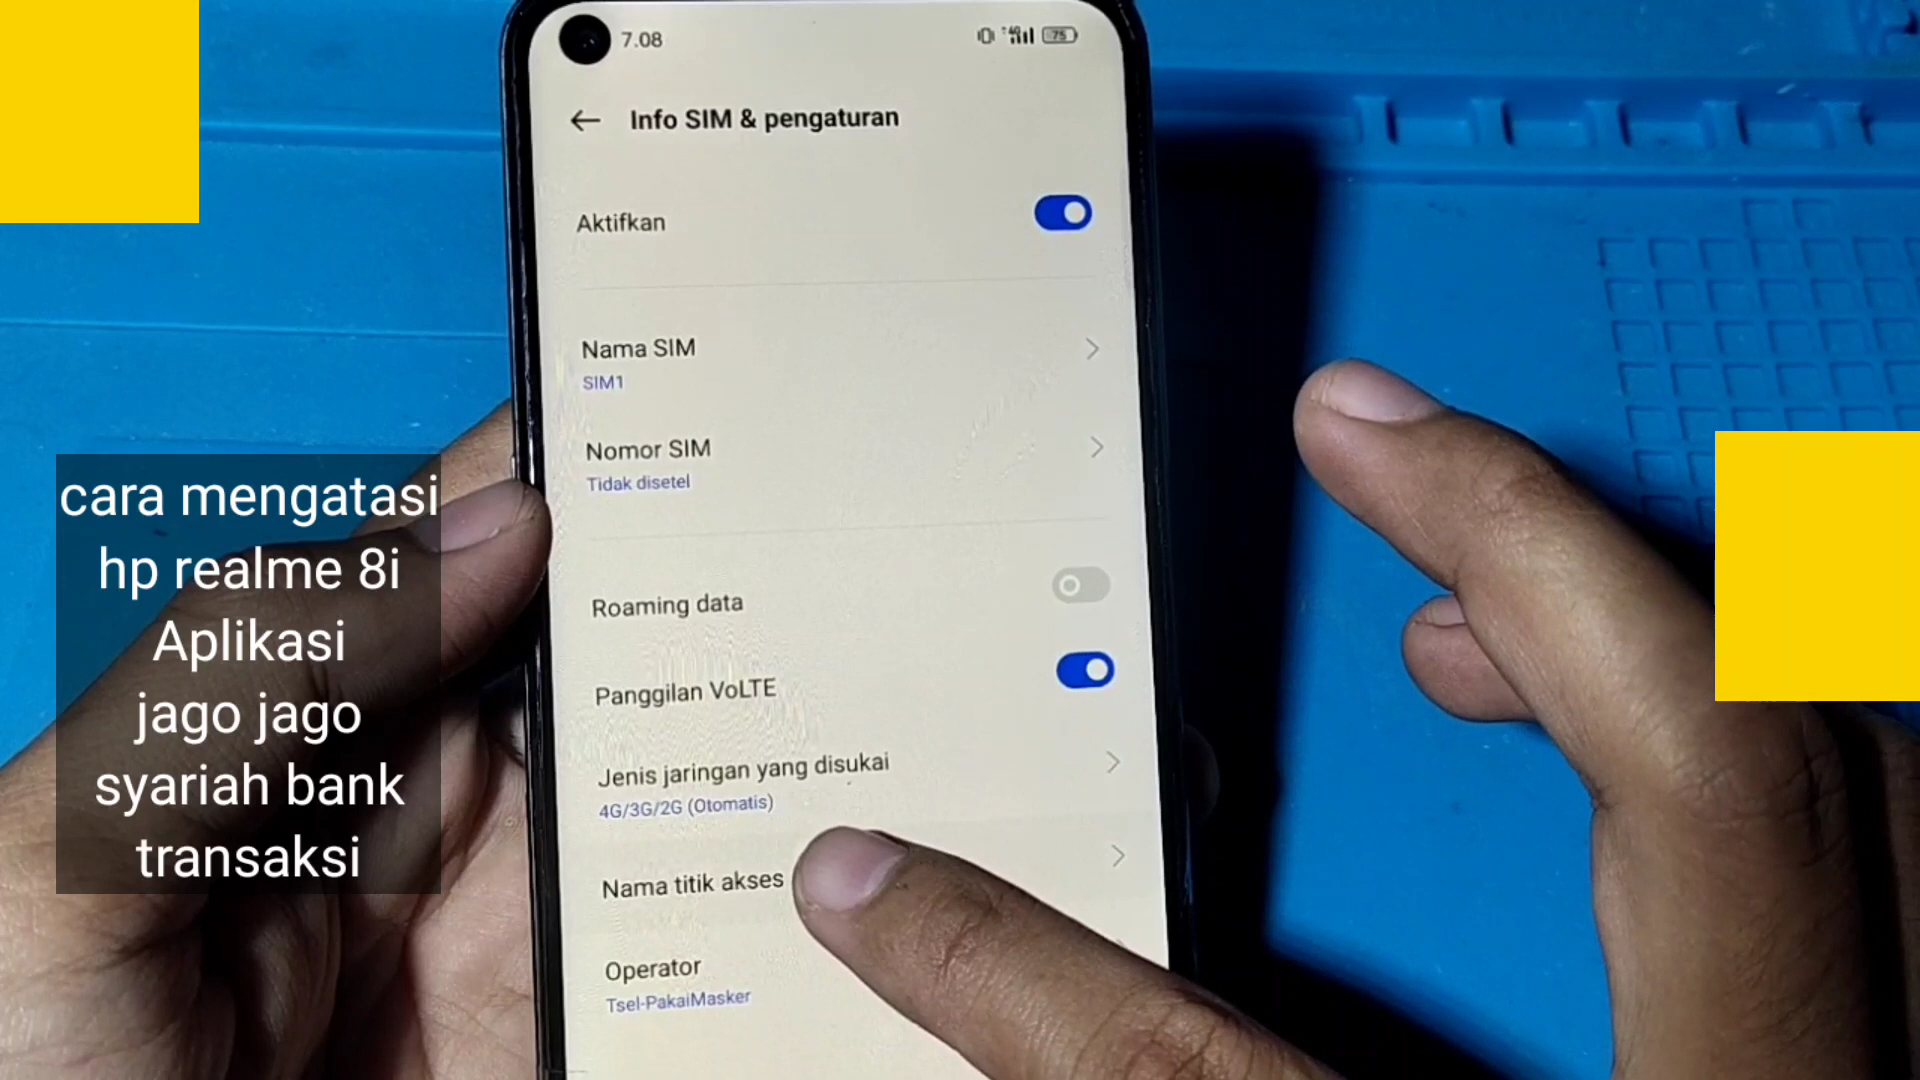 7.08
4G
75
Info SIM & pengaturan
Aktifkan
Nama SIM
SIM1
Nomor SIM
Tidak disetel
Roaming data
Panggilan VoLTE
Jenis jaringan yang disukai
4G/3G/2G (Otomatis)
Nama titik akses
Operator
Tsel-PakaiMasker
cara mengatasi
hp realme 8i
Aplikasi
jago jago
syariah bank
transaksi